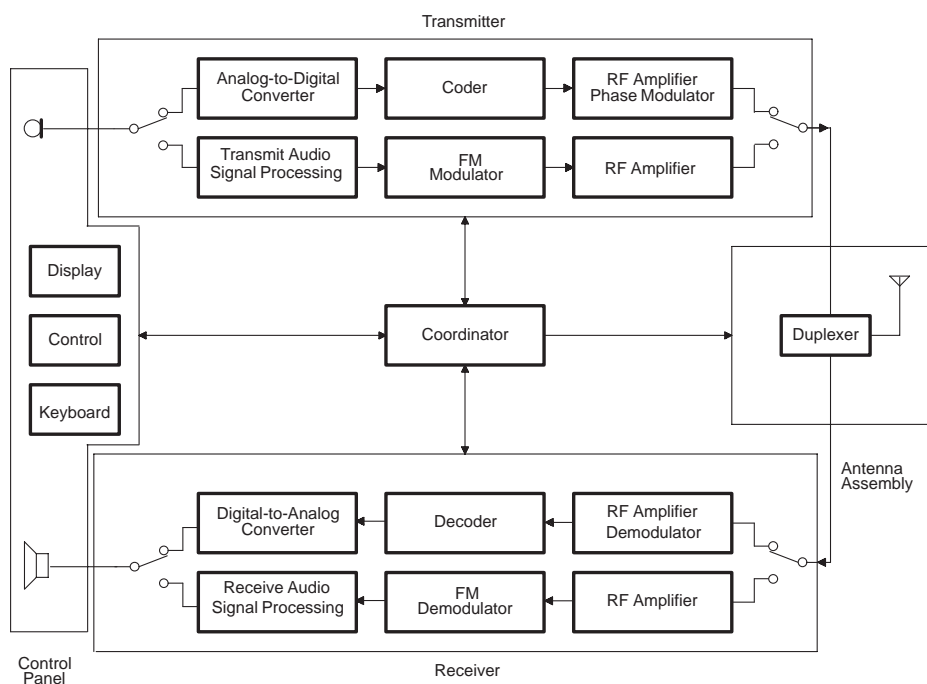 Transmitter
Analog-to-Digital
Converter
Coder
RF Amplifier
Phase Modulator
Transmit Audio
Signal Processing
FM
Modulator
RF Amplifier
Display
Control
Keyboard
Coordinator
Duplexer
Antenna
Assembly
Digital-to-Analog
Converter
Decoder
RF Amplifier
Demodulator
Receive Audio
Signal Processing
FM
Demodulator
RF Amplifier
Control
Panel
Receiver